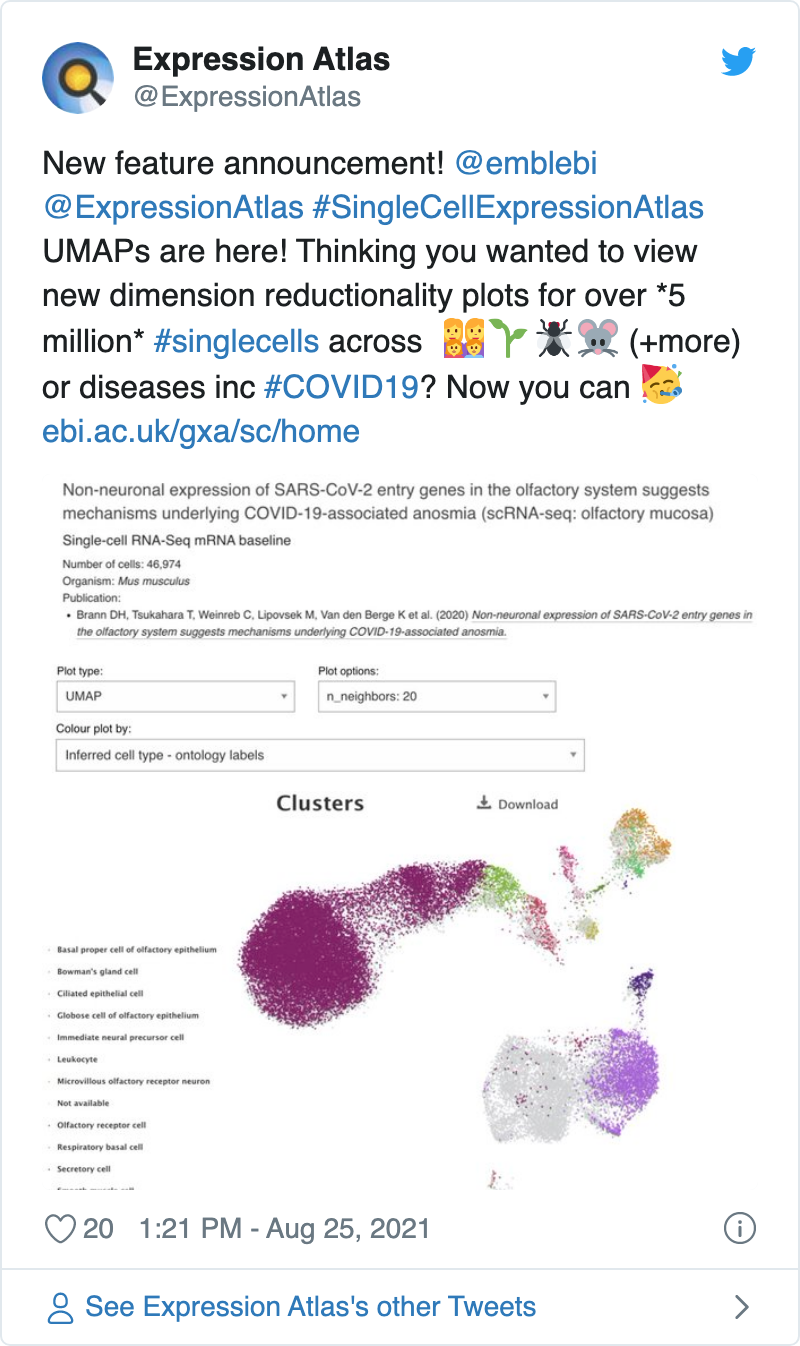 Expression Atlas
@ExpressionAtlas
New feature announcement! @emblebi
@ExpressionAtlas #SingleCellExpressionAtlas
UMAPs are here! Thinking you wanted to view
new dimension reductionality plots for over *5
million* #singlecells across 👨‍👩‍👧‍👦🌱🪰🐭 (+more)
or diseases inc #COVID19? Now you can 🥳
ebi.ac.uk/gxa/sc/home
Non-neuronal expression of SARS-CoV-2 entry genes in the olfactory system suggests
mechanisms underlying COVID-19-associated anosmia (scRNA-seq: olfactory mucosa)
Single-cell RNA-Seq mRNA baseline
Number of cells: 46,974
Organism: Mus musculus
Publication:
• Brann DH, Tsukahara T, Weinreb C, Lipovsek M, Van den Berge K et al. (2020) Non-neuronal expression of SARS-CoV-2 entry genes in
the olfactory system suggests mechanisms underlying COVID-19-associated anosmia.
Plot type:
Plot options:
UMAP
n_neighbors: 20
Colour plot by:
Inferred cell type - ontology labels
Clusters
Download
Basal proper cell of olfactory epithelium
Bowman's gland cell
Ciliated epithelial cell
Globose cell of olfactory epithelium
Immediate neural precursor cell
Leukocyte
Microvillous olfactory receptor neuron
Not available
Olfactory receptor cell
Respiratory basal cell
Secretory cell
20 1:21 PM - Aug 25, 2021
See Expression Atlas's other Tweets